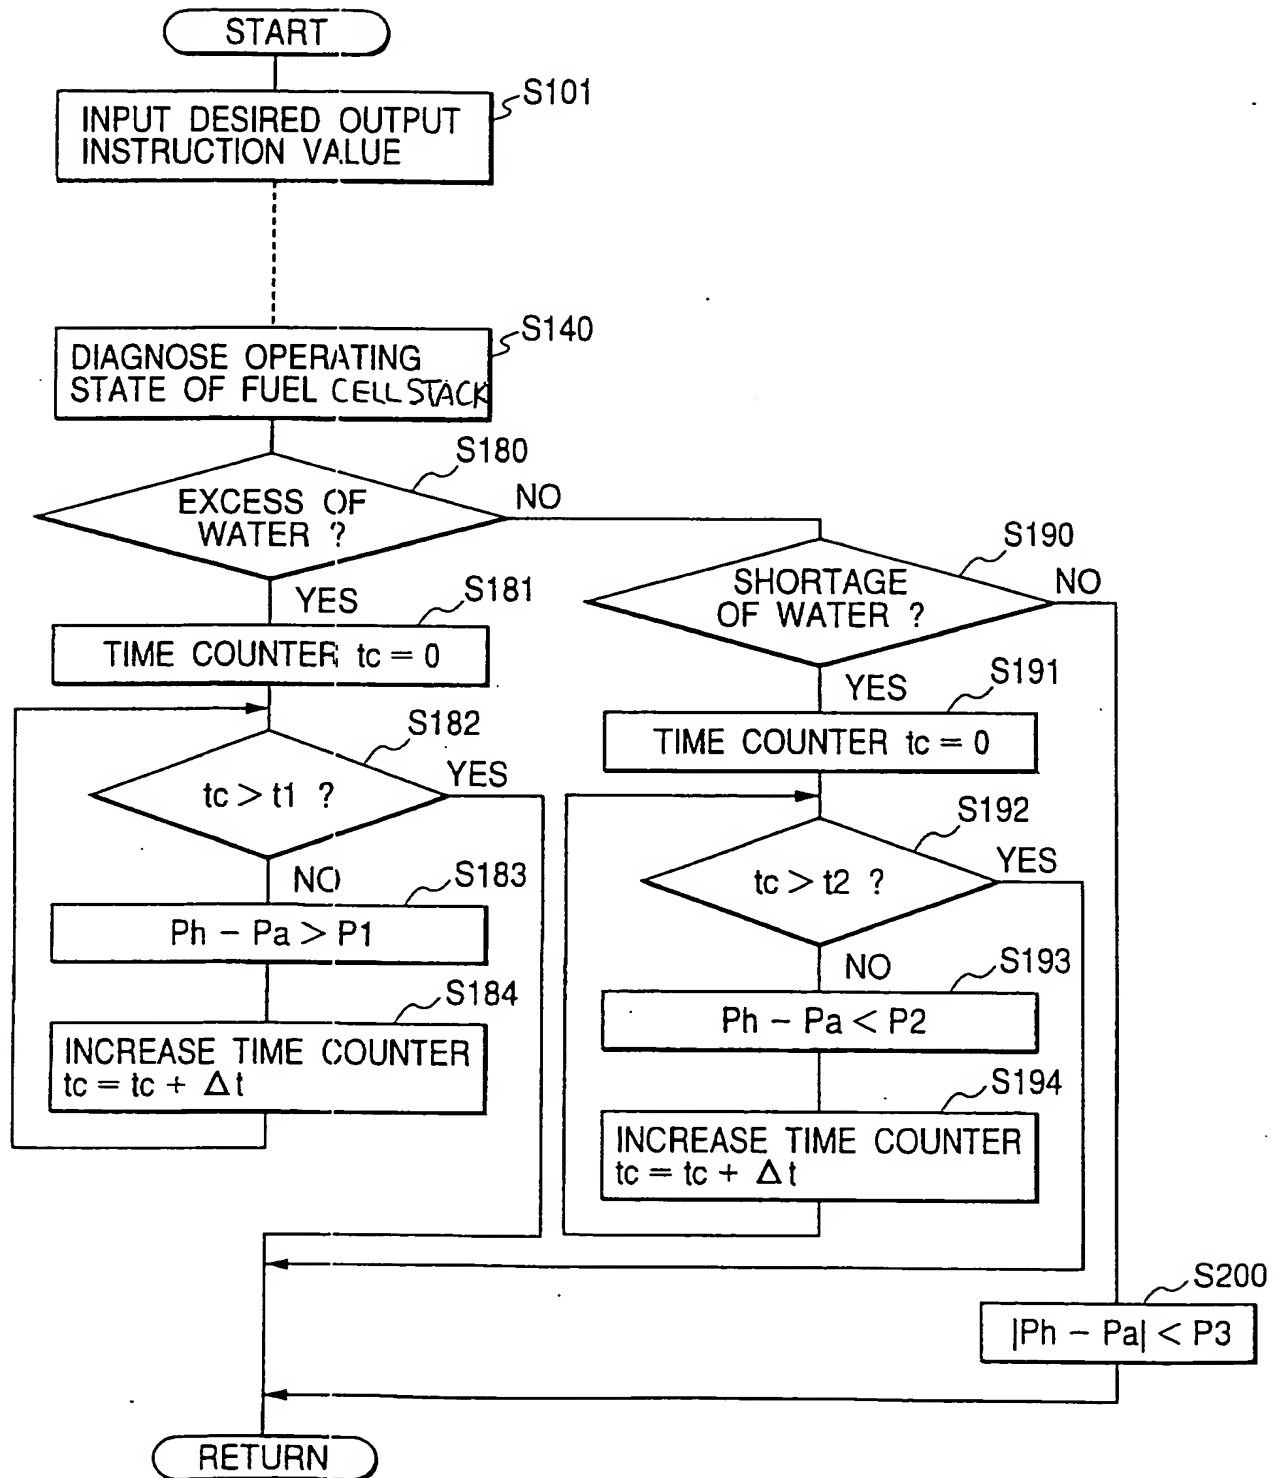 START
S101
INPUT DESIRED OUTPUT
INSTRUCTION VALUE
S140
DIAGNOSE OPERATING
STATE OF FUEL CELL STACK
S180
EXCESS OF
WATER ?
NO
YES
S181
TIME COUNTER tc = 0
S182
tc > t1 ?
YES
NO
S183
Ph - Pa > P1
S184
INCREASE TIME COUNTER
tc = tc + Δt
S190
SHORTAGE
OF WATER ?
NO
YES
S191
TIME COUNTER tc = 0
S192
tc > t2 ?
YES
NO
S193
Ph - Pa < P2
S194
INCREASE TIME COUNTER
tc = tc + Δt
S200
|Ph - Pa| < P3
RETURN